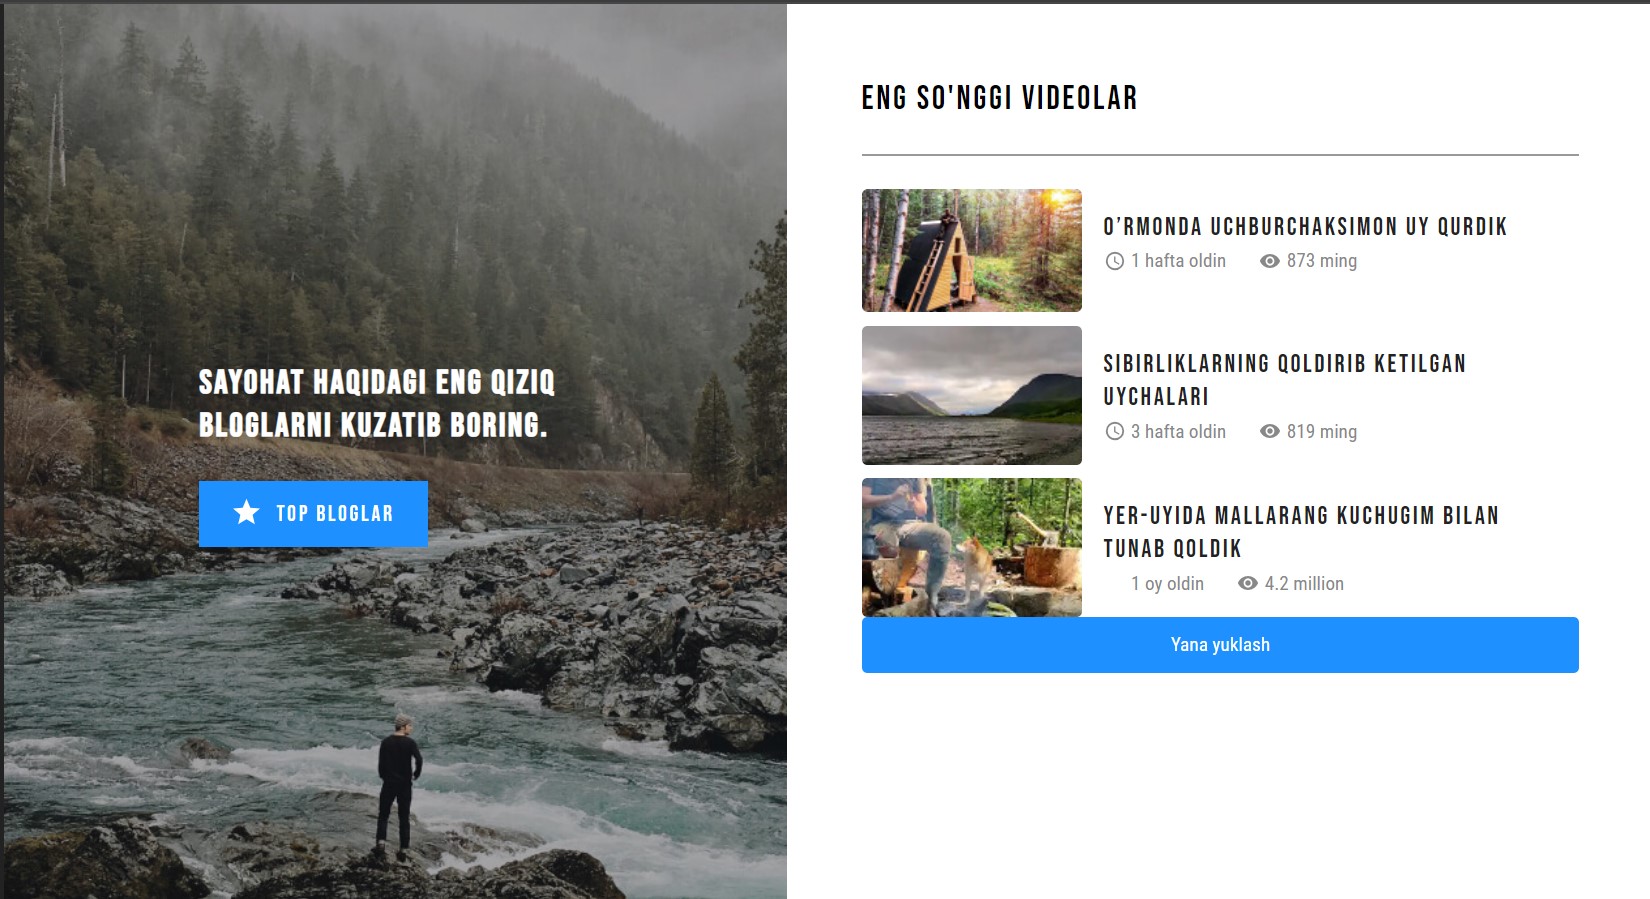 SAYOHAT HAQIDAGI ENG QIZIQ
BLOGLARNI KUZATIB BORING.
TOP BLOGLAR
ENG SO'NGGI VIDEOLAR
O’RMONDA UCHBURCHAKSIMON UY QURDIK
1 hafta oldin 873 ming
SIBIRLIKLARNING QOLDIRIB KETILGAN
UYCHALARI
3 hafta oldin 819 ming
YER-UYIDA MALLARANG KUCHUGIM BILAN
TUNAB QOLDIK
1 oy oldin 4.2 million
Yana yuklash